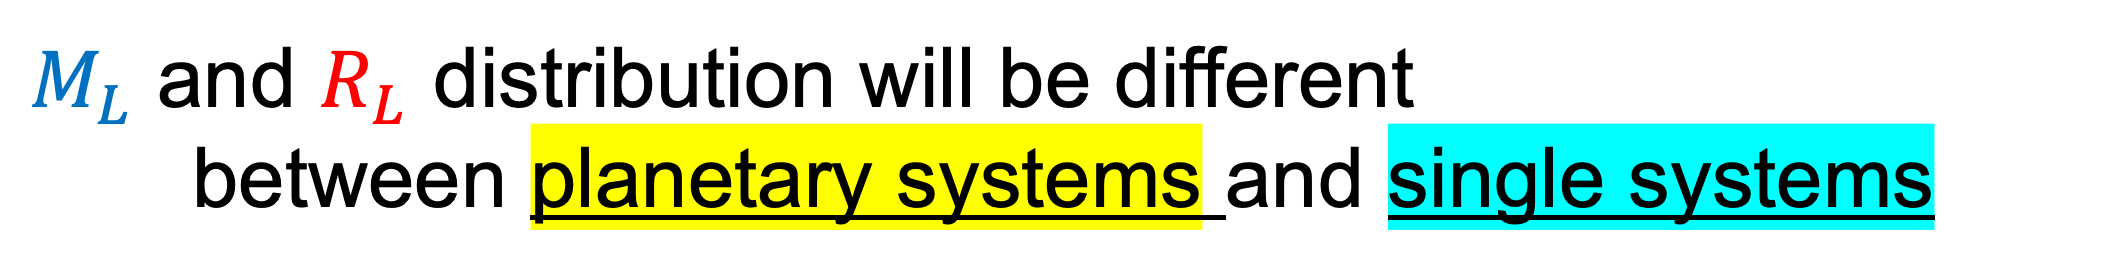 M_L and R_L distribution will be different
between planetary systems and single systems